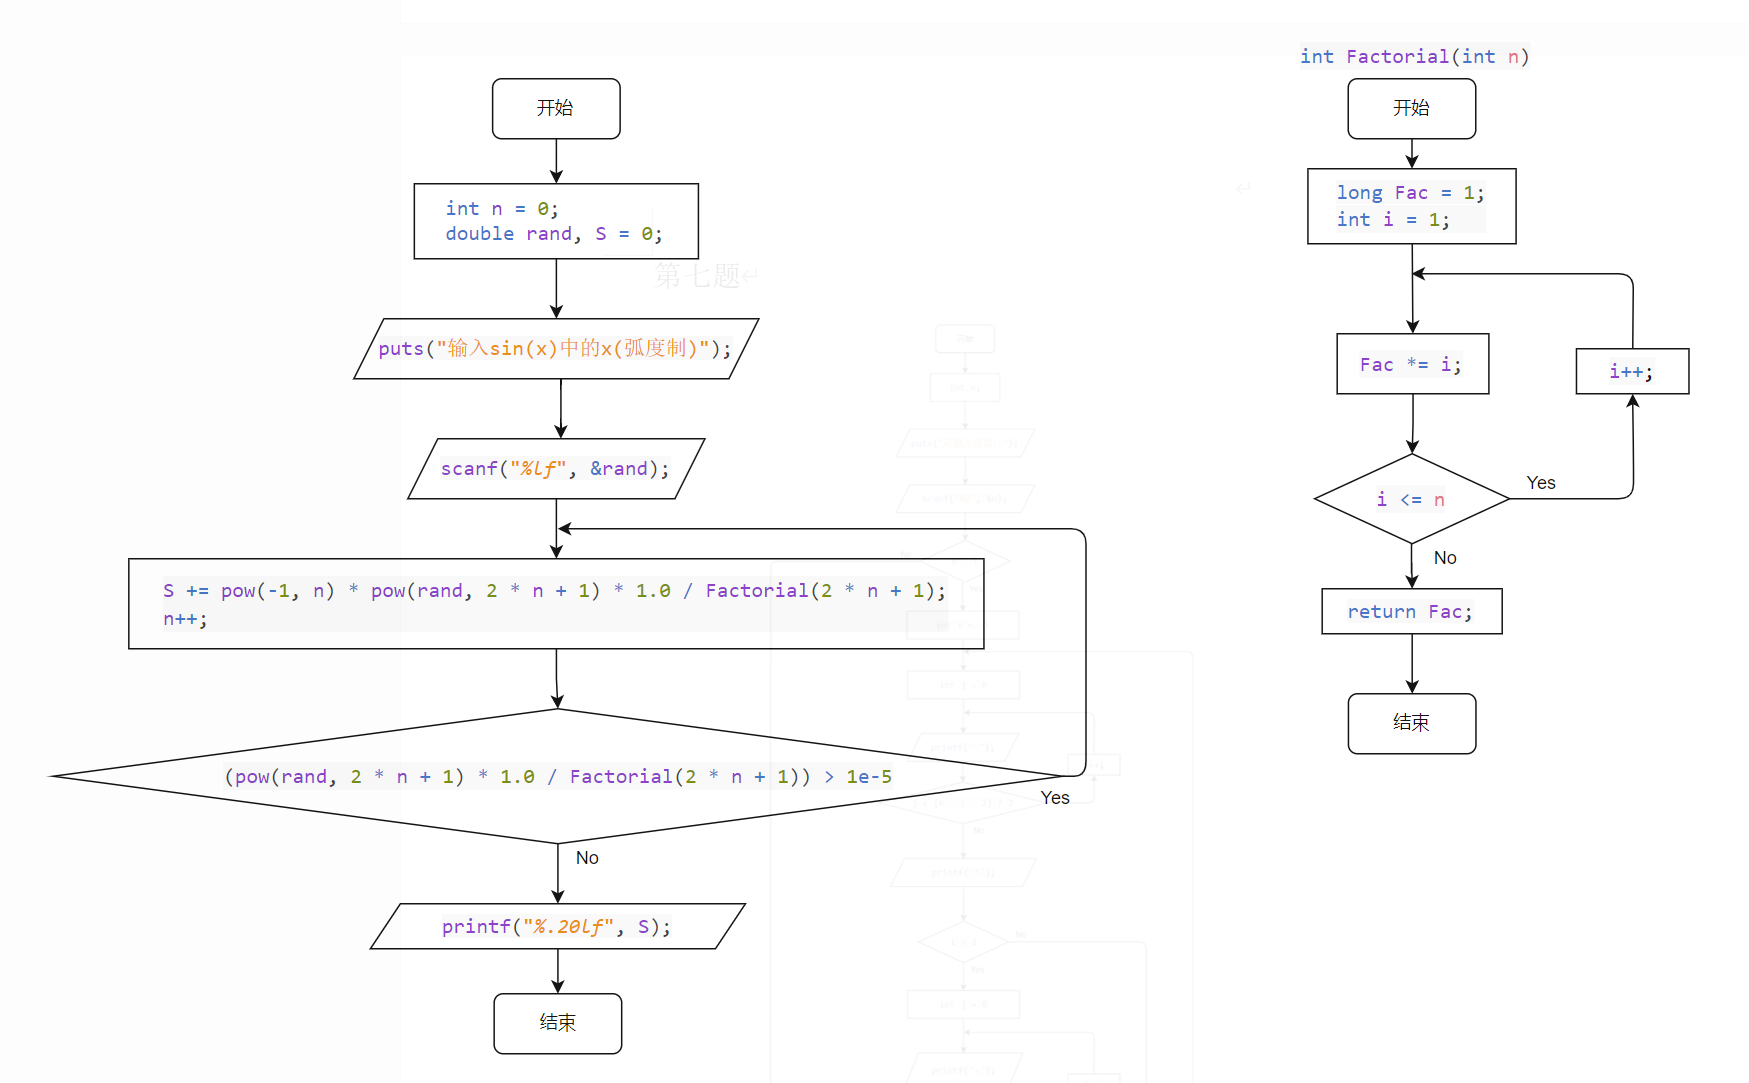 开始
int n = 0;
double rand, S = 0;
第七题
puts("输入sin(x)中的x(弧度制)");
scanf("%lf", &rand);
S += pow(-1, n) * pow(rand, 2 * n + 1) * 1.0 / Factorial(2 * n + 1);
n++;
(pow(rand, 2 * n + 1) * 1.0 / Factorial(2 * n + 1)) > 1e-5
Yes
No
printf("%.20lf", S);
结束
int Factorial(int n)
开始
long Fac = 1;
int i = 1;
Fac *= i;
i++;
i <= n
Yes
No
return Fac;
结束